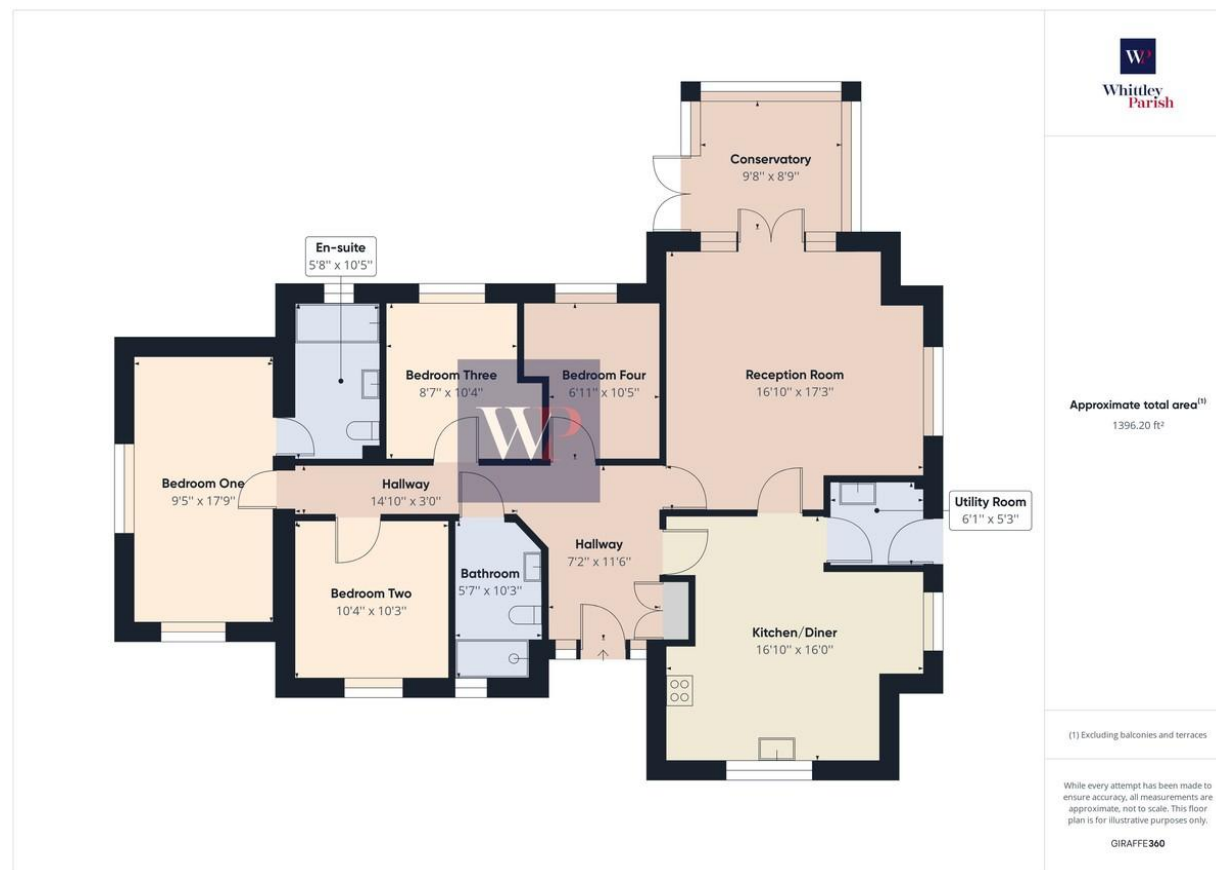 WP
Whittley
Parish
Conservatory
9'8" x 8'9"
En-suite
5'8" x 10'5"
Bedroom Three
8'7" x 10'4"
Bedroom Four
6'11" x 10'5"
Reception Room
16'10" x 17'3"
Approximate total area(1)
1396.20 ft²
WP
Bedroom One
9'5" x 17'9"
Hallway
14'10" x 3'0"
Utility Room
6'1" x 5'3"
Hallway
7'2" x 11'6"
Bathroom
5'7" x 10'3"
Bedroom Two
10'4" x 10'3"
Kitchen/Diner
16'10" x 16'0"
(1) Excluding balconies and terraces
While every attempt has been made to
ensure accuracy, all measurements are
approximate, not to scale. This floor
plan is for illustrative purposes only.
GIRAFFE360